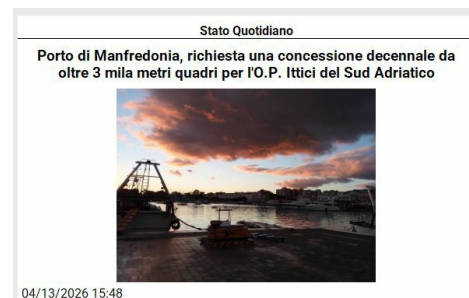 Stato Quotidiano
Porto di Manfredonia, richiesta una concessione decennale da
oltre 3 mila metri quadri per l'O.P. Ittici del Sud Adriatico
04/13/2026 15:48